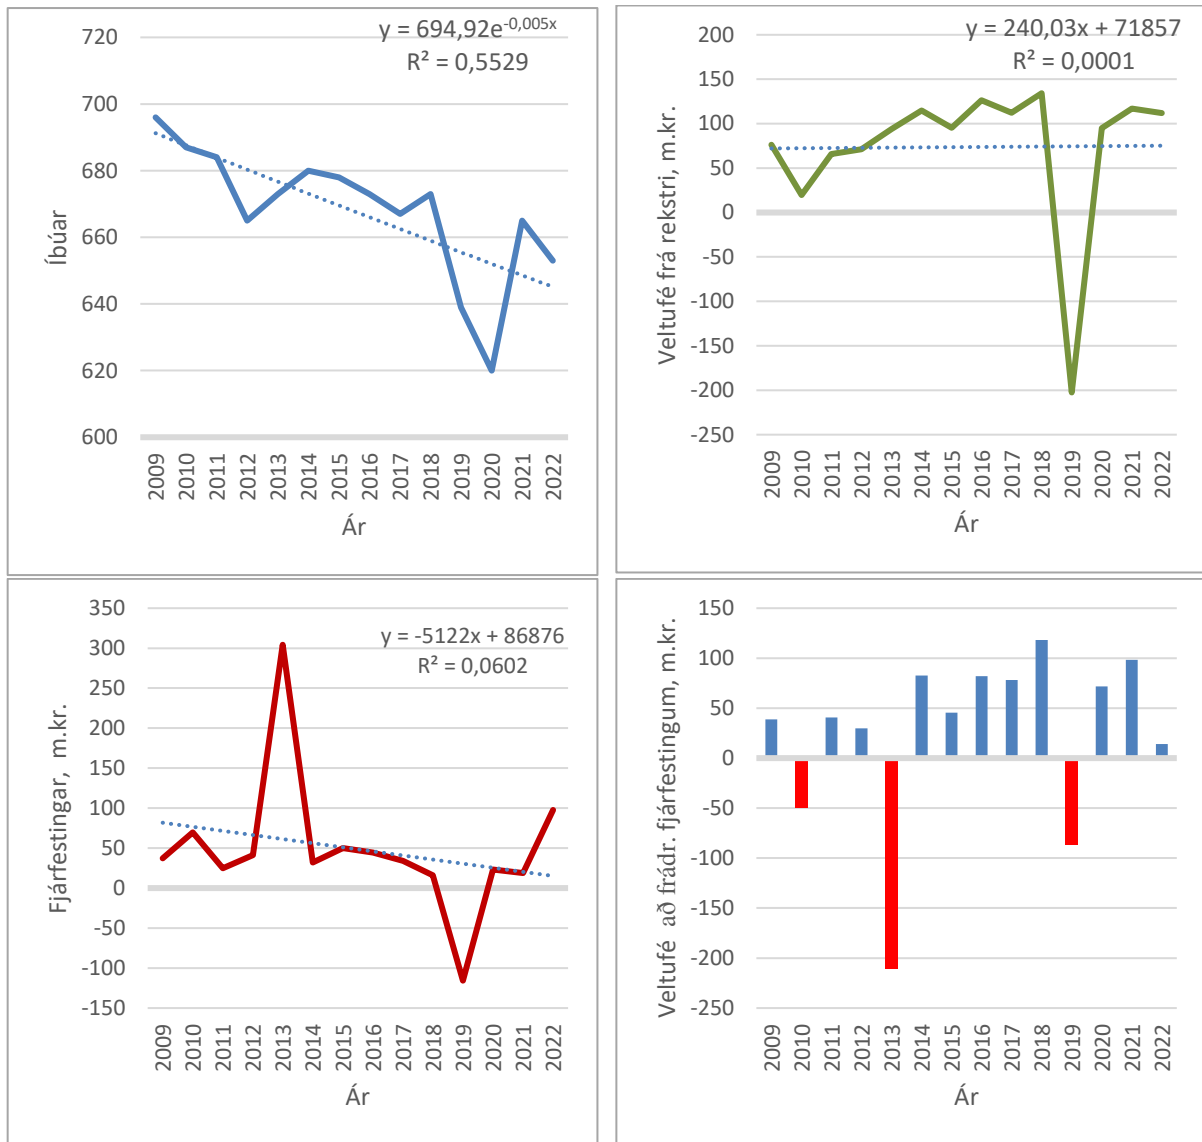 y = 694,92e-0,005x
R² = 0,5529
720
700
680
660
640
620
600
Íbúar
2009 2010 2011 2012 2013 2014 2015 2016 2017 2018 2019 2020 2021 2022
Ár
y = 240,03x + 71857
R² = 0,0001
200
150
100
50
0
-50
-100
-150
-200
-250
Veltufé frá rekstri, m.kr.
2009 2010 2011 2012 2013 2014 2015 2016 2017 2018 2019 2020 2021 2022
Ár
y = -5122x + 86876
R² = 0,0602
350
300
250
200
150
100
50
0
-50
-100
-150
Fjárfestingar, m.kr.
2009 2010 2011 2012 2013 2014 2015 2016 2017 2018 2019 2020 2021 2022
Ár
150
100
50
0
-50
-100
-150
-200
-250
Veltufé að frádr. fjárfestingum, m.kr.
2009 2010 2011 2012 2013 2014 2015 2016 2017 2018 2019 2020 2021 2022
Ár